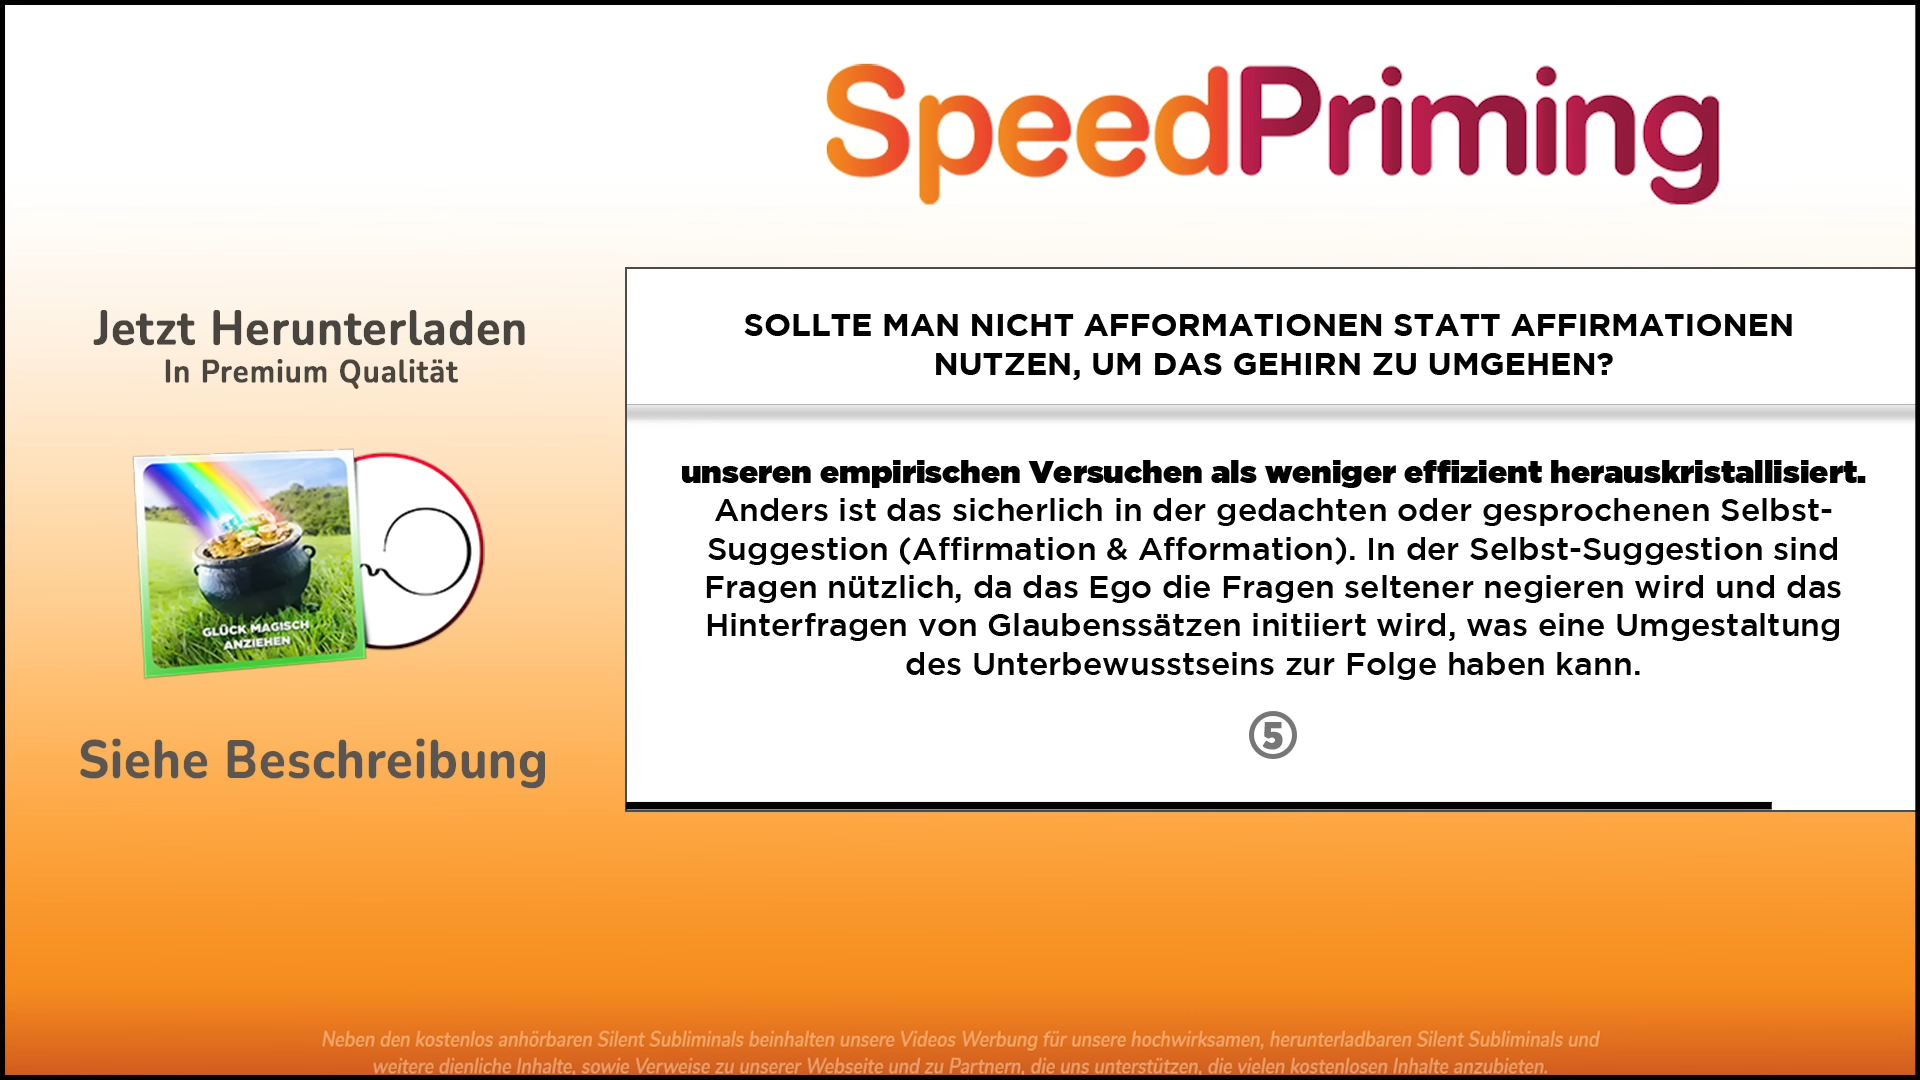 SpeedPriming
Jetzt Herunterladen
In Premium Qualität
GLÜCK MAGISCH
ANZIEHEN
Siehe Beschreibung
SOLLTE MAN NICHT AFFORMATIONEN STATT AFFIRMATIONEN
NUTZEN, UM DAS GEHIRN ZU UMGEHEN?
unseren empirischen Versuchen als weniger effizient herauskristallisiert.
Anders ist das sicherlich in der gedachten oder gesprochenen Selbst-
Suggestion (Affirmation & Afformation). In der Selbst-Suggestion sind
Fragen nützlich, da das Ego die Fragen seltener negieren wird und das
Hinterfragen von Glaubenssätzen initiiert wird, was eine Umgestaltung
des Unterbewusstseins zur Folge haben kann.
5
Neben den kostenlos anhörbaren Silent Subliminals beinhalten unsere Videos Werbung für unsere hochwirksamen, herunterladbaren Silent Subliminals und
weitere dienliche Inhalte, sowie Verweise zu unserer Webseite und zu Partnern, die uns unterstützen, die vielen kostenlosen Inhalte anzubieten.